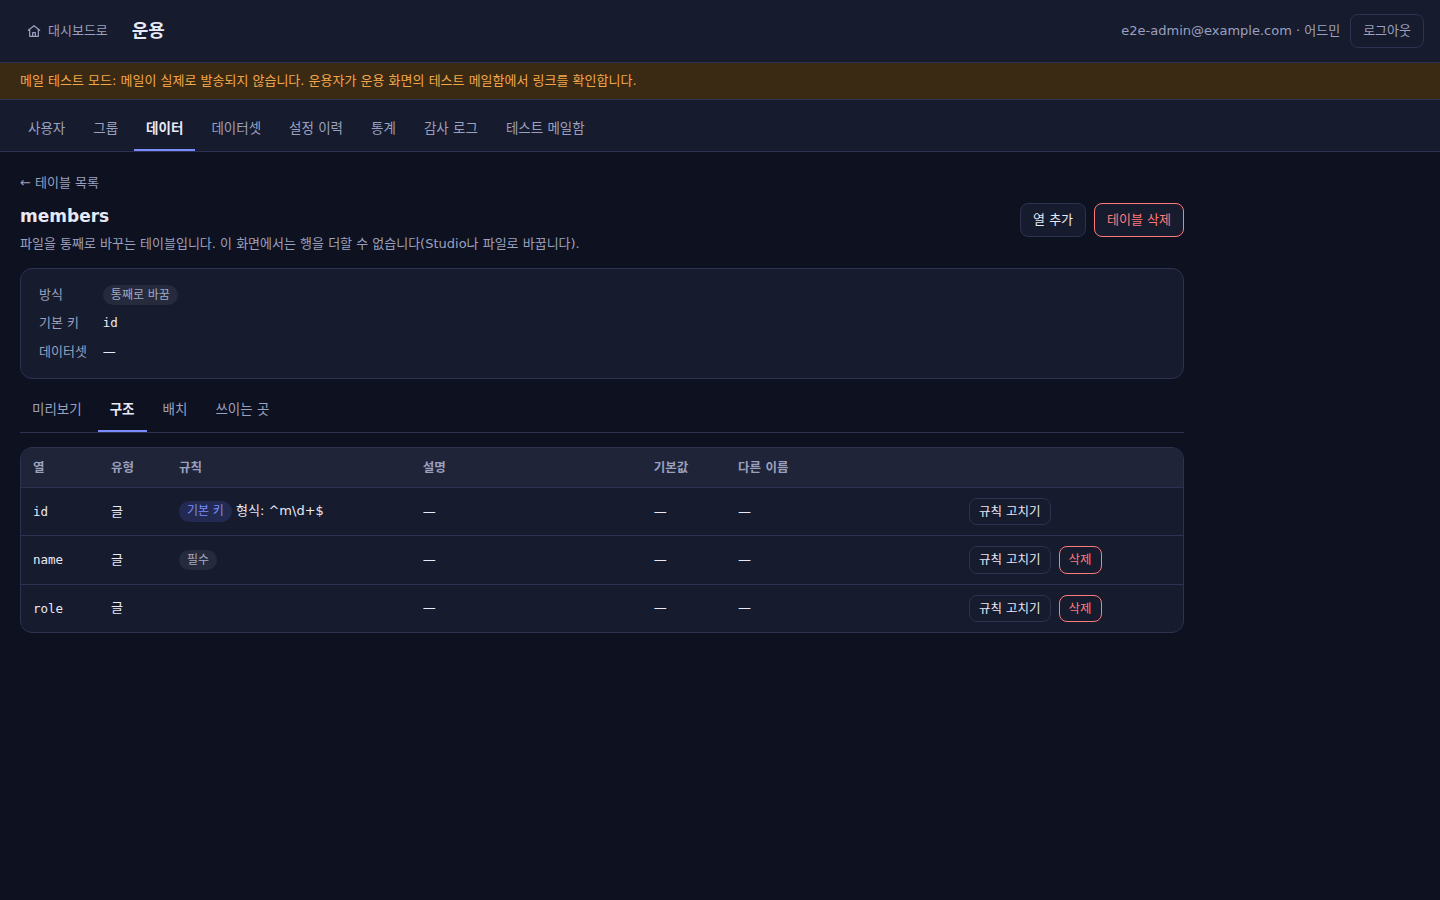 대시보드로 운용 e2e-admin@example.com · 어드민 로그아웃
메일 테스트 모드: 메일이 실제로 발송되지 않습니다. 운용자가 운용 화면의 테스트 메일함에서 링크를 확인합니다.
사용자 그룹 데이터 데이터셋 설정 이력 통계 감사 로그 테스트 메일함
← 테이블 목록
members 열 추가 테이블 삭제
파일을 통째로 바꾸는 테이블입니다. 이 화면에서는 행을 더할 수 없습니다(Studio나 파일로 바꿉니다).
방식 통째로 바꿈
기본 키 id
데이터셋 —
미리보기 구조 배치 쓰이는 곳
열 유형 규칙 설명 기본값 다른 이름
id 글 기본 키 형식: ^m\d+$ — — — 규칙 고치기
name 글 필수 — — — 규칙 고치기 삭제
role 글 — — — 규칙 고치기 삭제